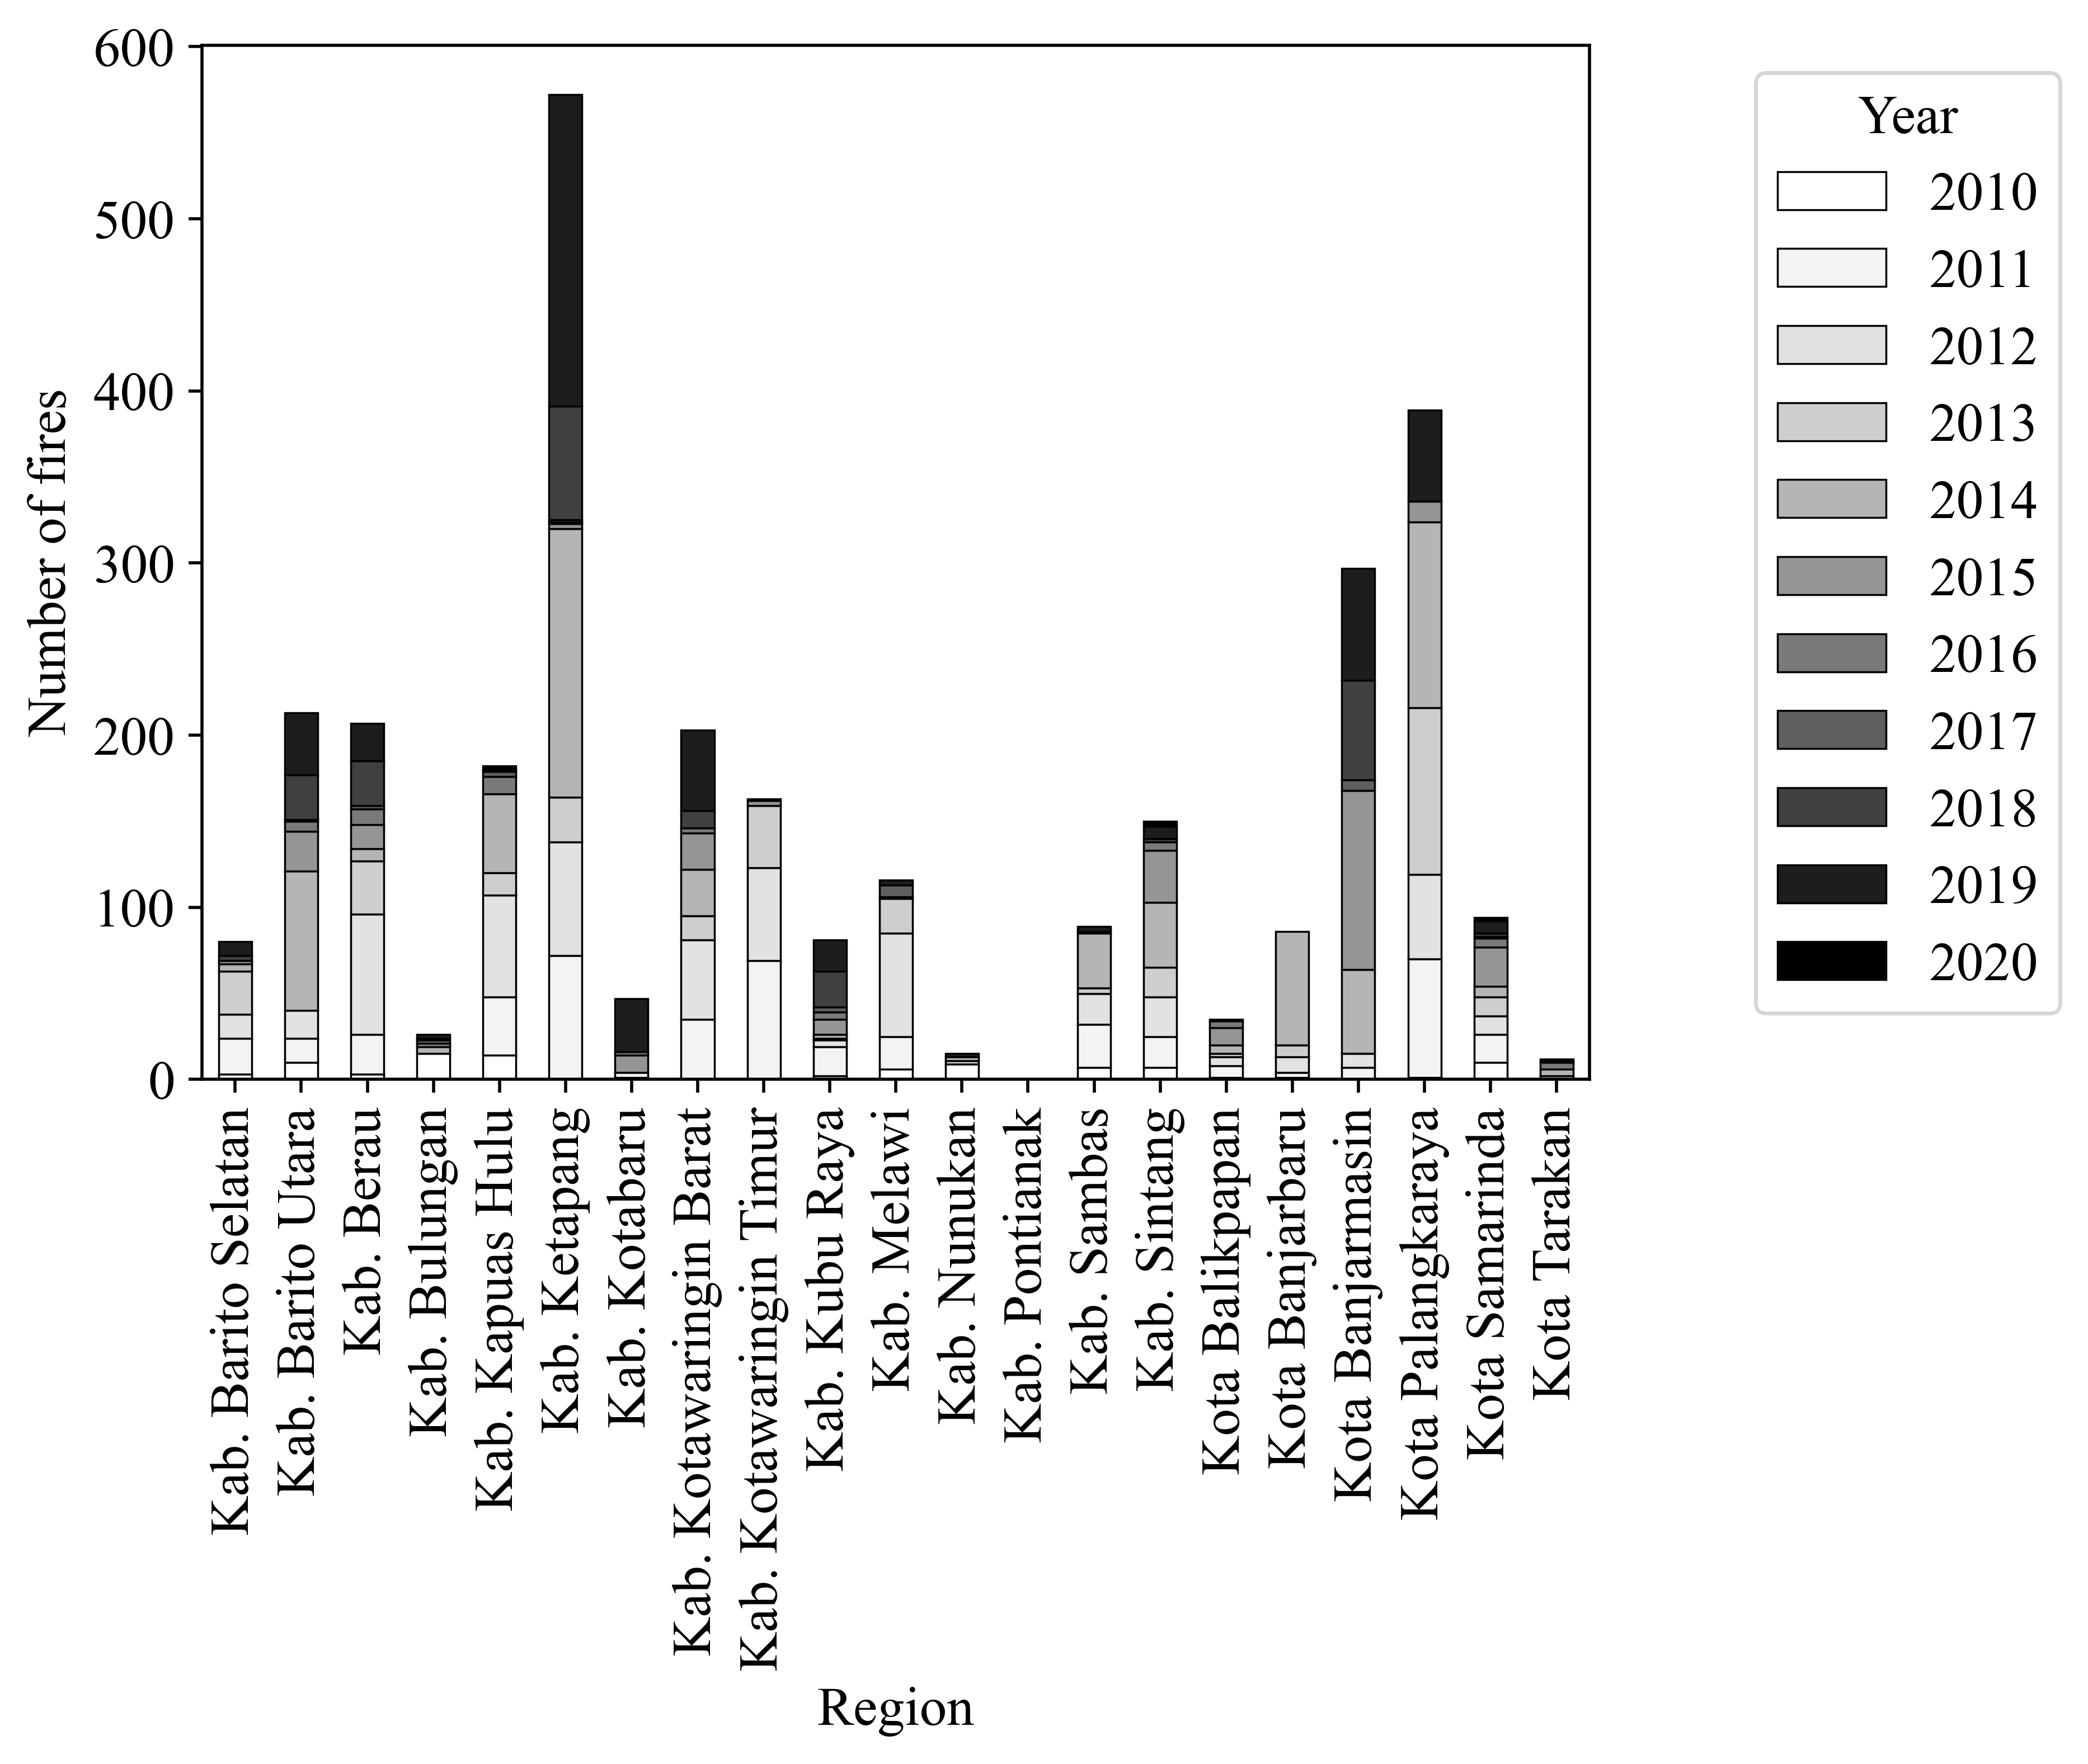 600
500
400
300
200
100
0
Number of fires
Kab. Barito Selatan
Kab. Barito Utara
Kab. Berau
Kab. Bulungan
Kab. Kapuas Hulu
Kab. Ketapang
Kab. Kotabaru
Kab. Kotawaringin Barat
Kab. Kotawaringin Timur
Kab. Kubu Raya
Kab. Melawi
Kab. Nunukan
Kab. Pontianak
Kab. Sambas
Kab. Sintang
Kota Balikpapan
Kota Banjarbaru
Kota Banjarmasin
Kota Palangkaraya
Kota Samarinda
Kota Tarakan
Region
Year
2010
2011
2012
2013
2014
2015
2016
2017
2018
2019
2020